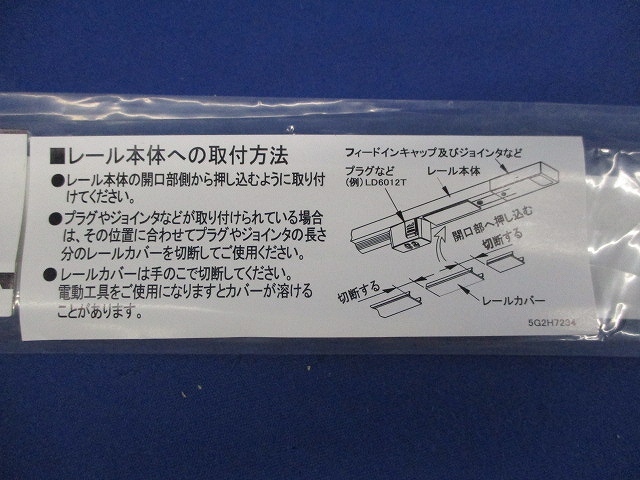 ■レール本体への取付方法
●レール本体の開口部側から押し込むように取り付
けてください。
●プラグやジョインタなどが取り付けられている場合
は、その位置に合わせてプラグやジョインタの長さ
分のレールカバーを切断してご使用ください。
●レールカバーは手のこで切断してください。
電動工具をご使用になりますとカバーが溶ける
ことがあります。
フィードインキャップ及びジョインタなど
プラグなど
(例)LD6012T
レール本体
開口部へ押し込む
切断する
切断する
レールカバー
5G2H7234